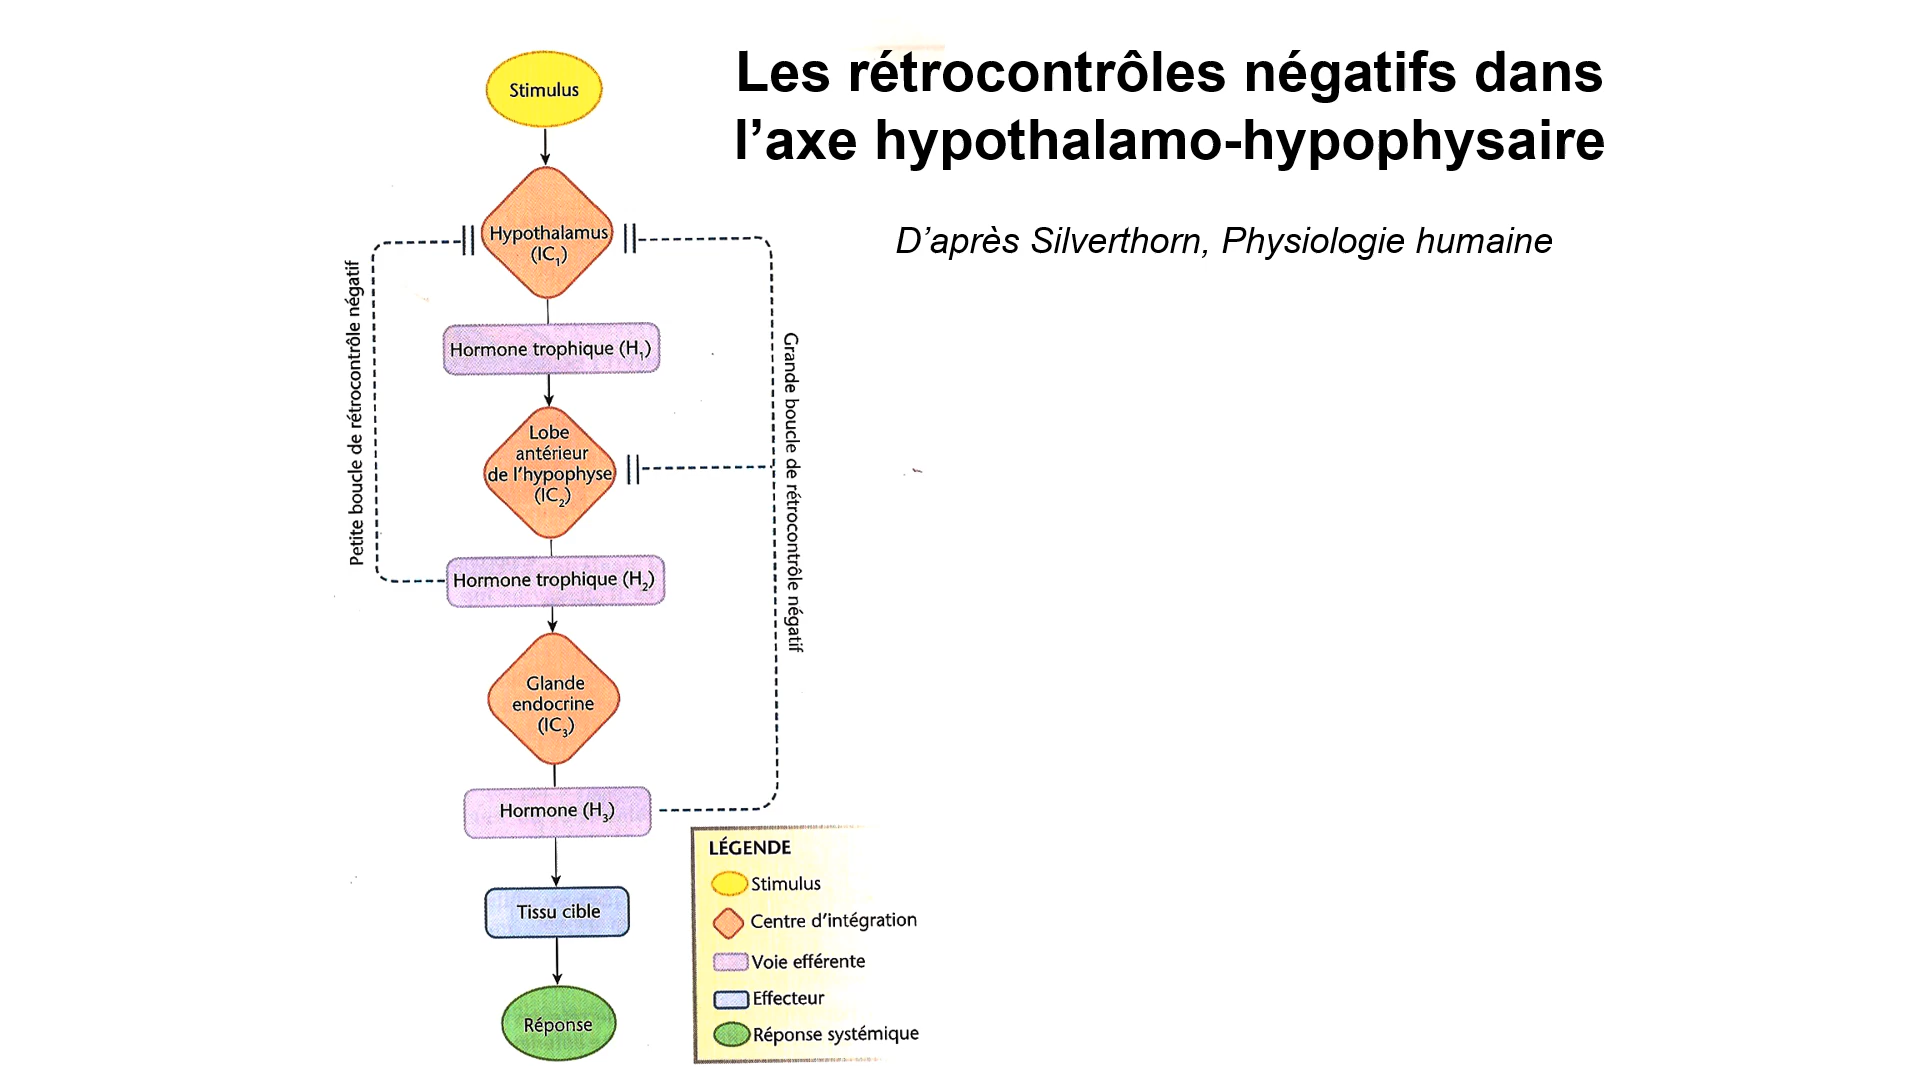 Les rétrocontrôles négatifs dans
l’axe hypothalamo-hypophysaire
D’après Silverthorn, Physiologie humaine
Stimulus
Hypothalamus
(IC₁)
Hormone trophique (H₁)
Lobe
antérieur
de l'hypophyse
(IC₂)
Hormone trophique (H₂)
Glande
endocrine
(IC₃)
Hormone (H₃)
Tissu cible
Réponse
Petite boucle de rétrocontrôle négatif
Grande boucle de rétrocontrôle négatif
LÉGENDE
Stimulus
Centre d'intégration
Voie efférente
Effecteur
Réponse systémique